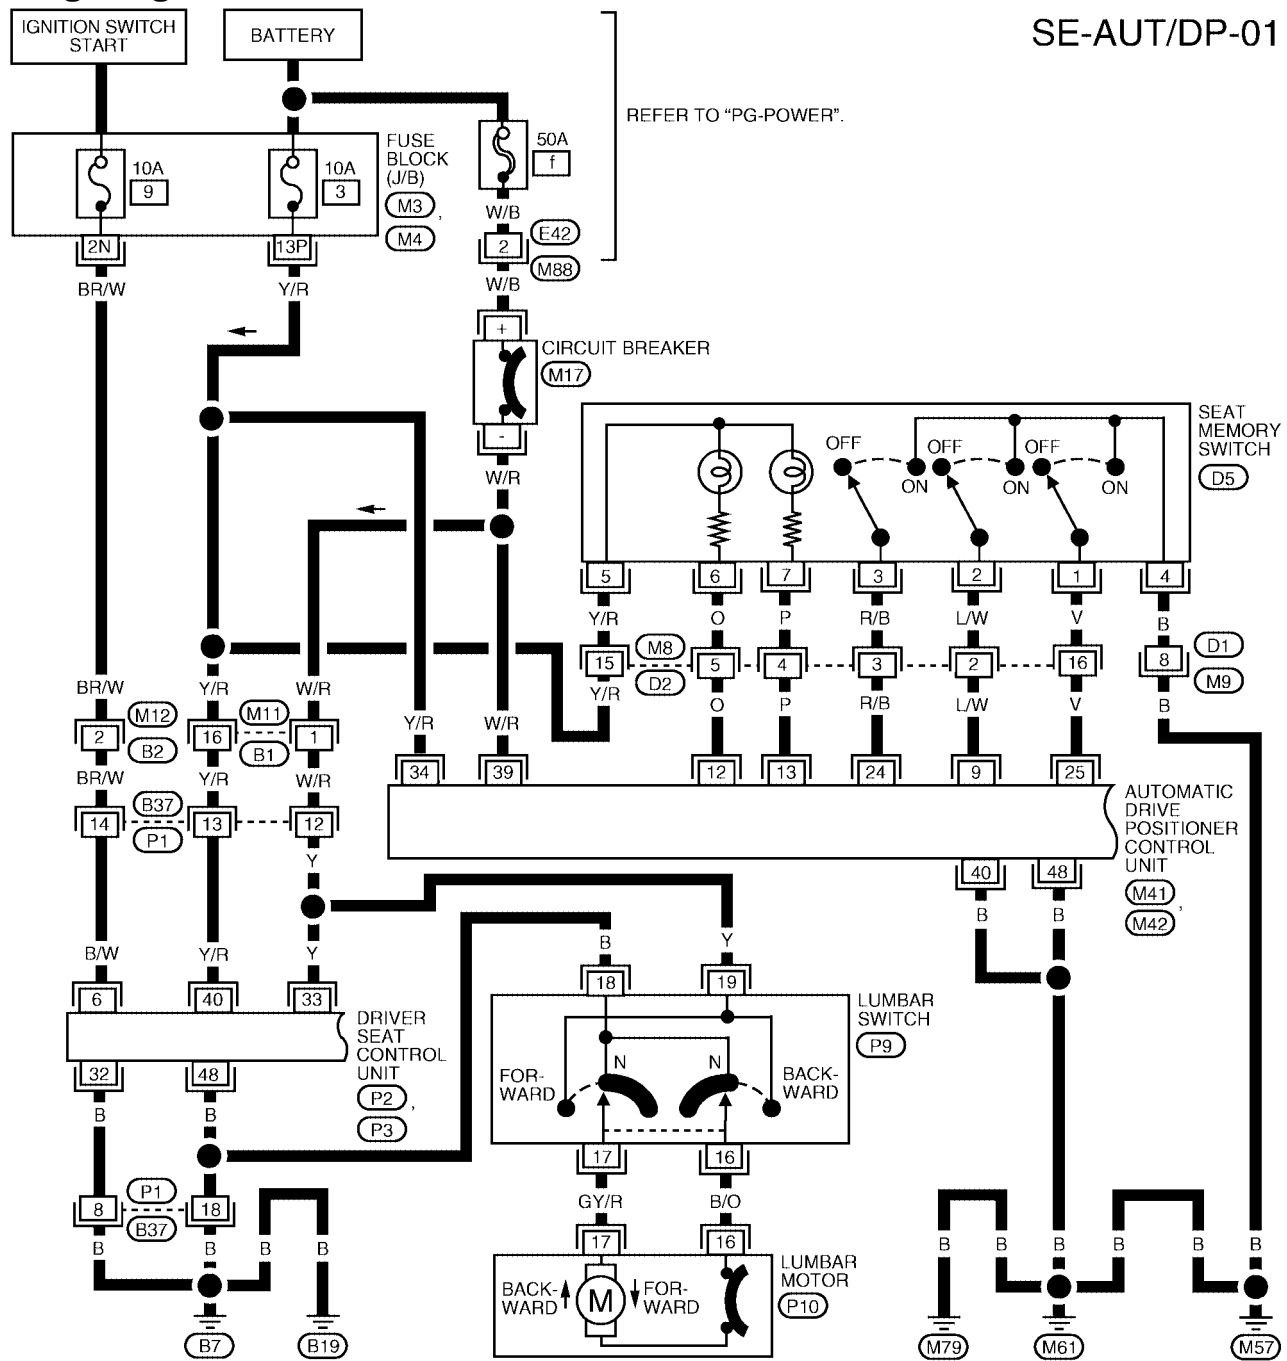 SE-AUT/DP-01
IGNITION SWITCH
START
BATTERY
REFER TO “PG-POWER”.
10A
9
10A
3
FUSE
BLOCK
(J/B)
M3 ,
M4
50A
f
W/B
2
E42
M88
W/B
2N
13P
BR/W
Y/R
+
CIRCUIT BREAKER
M17
-
W/R
SEAT
MEMORY
SWITCH
D5
OFF
ON
OFF
ON
OFF
ON
5
6
7
3
2
1
4
Y/R
O
P
R/B
L/W
V
B
15
M8
D2
5
4
3
2
16
8
D1
M9
Y/R
O
P
R/B
L/W
V
B
BR/W
Y/R
W/R
Y/R
W/R
2
M12
B2
16
M11
B1
1
BR/W
Y/R
W/R
34
39
12
13
24
9
25
14
B37
P1
13
12
AUTOMATIC
DRIVE
POSITIONER
CONTROL
UNIT
M41 ,
M42
40
48
B
B
Y
B/W
Y/R
Y
B
Y
6
40
33
18
19
DRIVER
SEAT
CONTROL
UNIT
P2 ,
P3
LUMBAR
SWITCH
P9
N
N
FOR-
WARD
BACK-
WARD
32
48
B
B
17
16
GY/R
B/O
8
P1
B37
18
B
B
B
B
17
16
BACK-
WARD
M
FOR-
WARD
LUMBAR
MOTOR
P10
B
B
B
B
B
B
B7
B19
M79
M61
M57